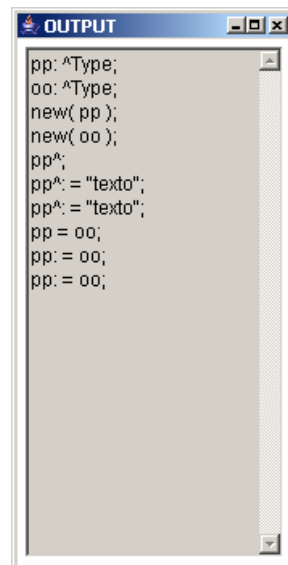 OUTPUT
pp: ^Type;
oo: ^Type;
new( pp );
new( oo );
pp^;
pp^: = "texto";
pp^: = "texto";
pp = oo;
pp: = oo;
pp: = oo;